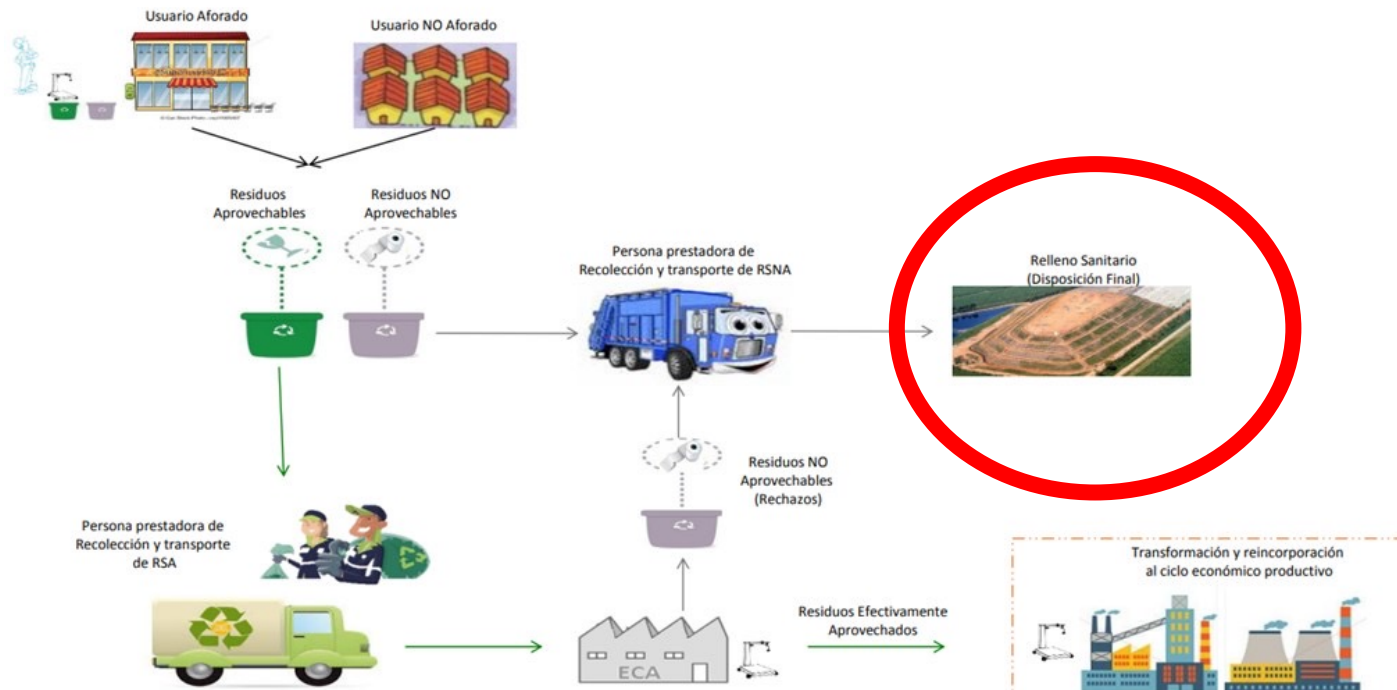 Usuario Aforado
Usuario NO Aforado
Residuos
Aprovechables
Residuos NO
Aprovechables
Persona prestadora de
Recolección y transporte de RSNA
Relleno Sanitario
(Disposición Final)
Residuos NO
Aprovechables
(Rechazos)
Persona prestadora de
Recolección y transporte
de RSA
ECA
Residuos Efectivamente
Aprovechados
Transformación y reincorporación
al ciclo económico productivo